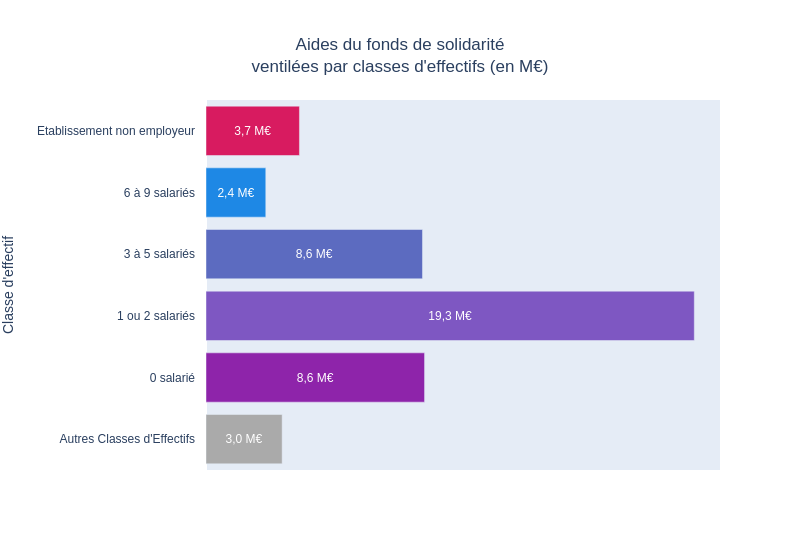 Aides du fonds de solidarité
ventilées par classes d'effectifs (en M€)
Classe d'effectif
Etablissement non employeur
3,7 M€
6 à 9 salariés
2,4 M€
3 à 5 salariés
8,6 M€
1 ou 2 salariés
19,3 M€
0 salarié
8,6 M€
Autres Classes d'Effectifs
3,0 M€